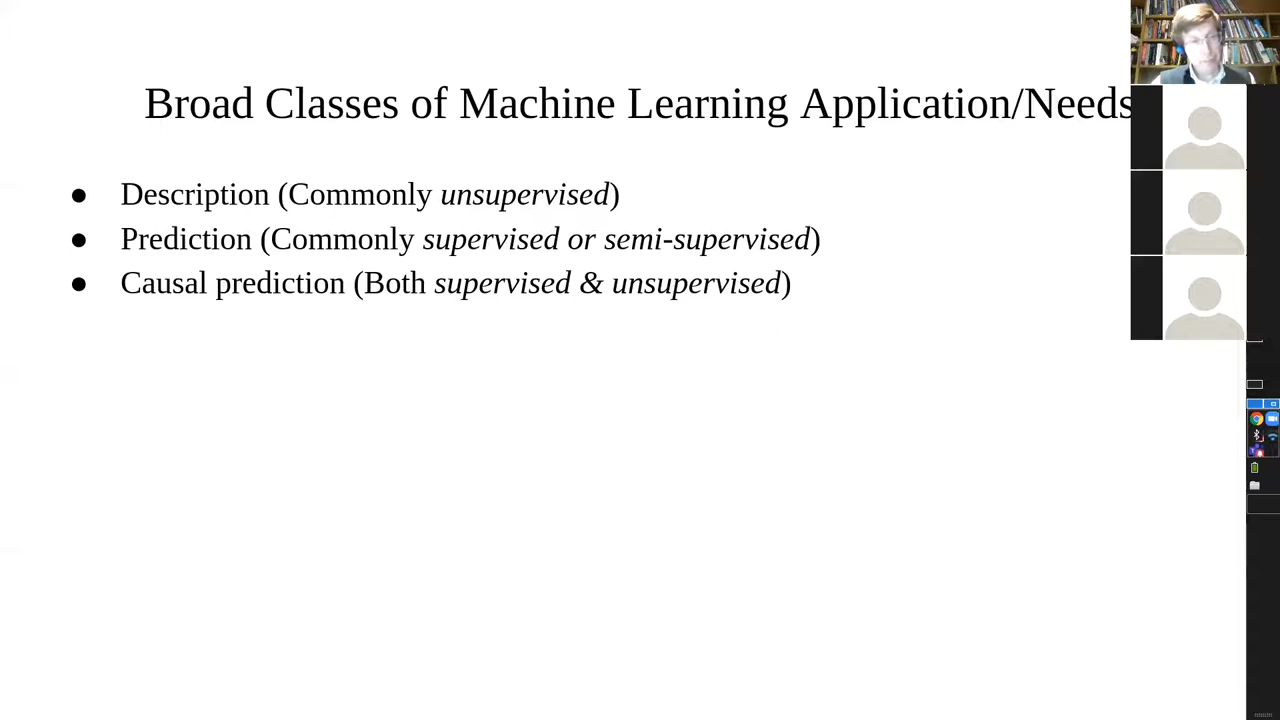 Broad Classes of Machine Learning Application/Needs
● Description (Commonly unsupervised)
● Prediction (Commonly supervised or semi-supervised)
● Causal prediction (Both supervised & unsupervised)